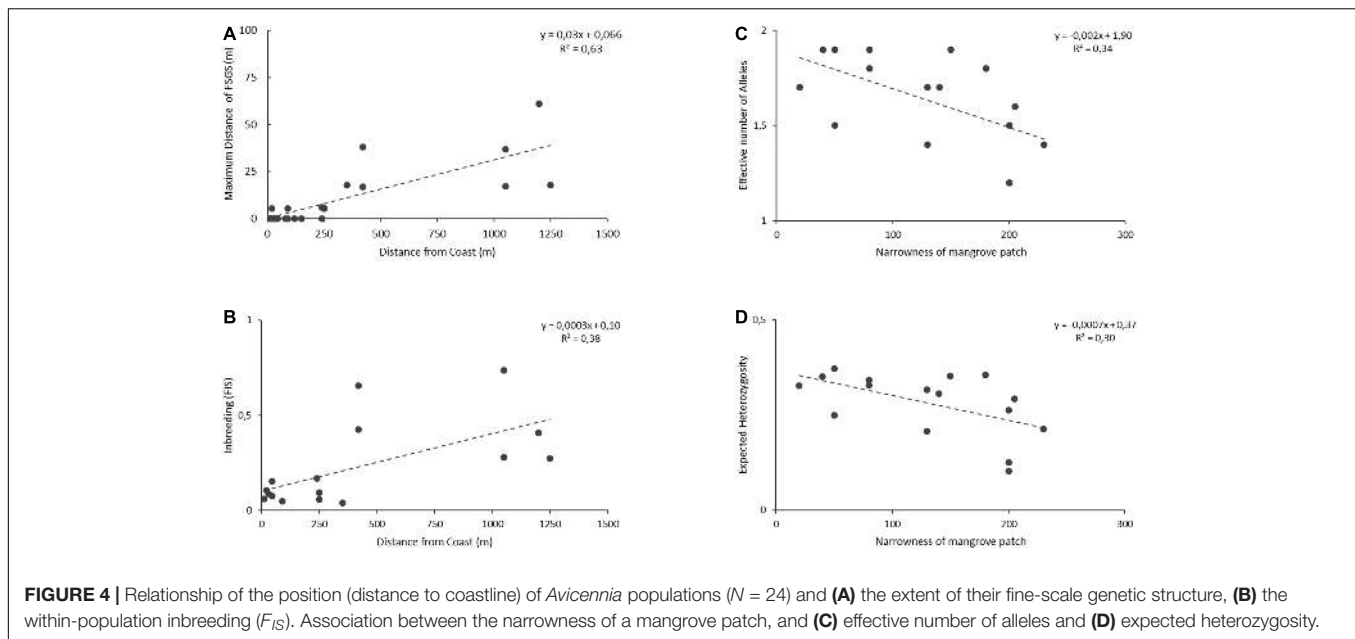 A
y = 0,03x + 0,066
R² = 0,63
Maximum Distance of FSGS (m)
100
75
50
25
0
0 250 500 750 1000 1250 1500
Distance from Coast (m)
C
y = -0,002x + 1,90
R² = 0,34
Effective number of Alleles
2
1,5
1
0 100 200 300
Narrowness of mangrove patch
B
y = 0,0003x + 0,10
R² = 0,38
Inbreeding (FIS)
1
0,5
0
0 250 500 750 1000 1250 1500
Distance from Coast (m)
D
y = -0,0007x + 0,37
R² = 0,30
Expected Heterozygosity
0,5
0
0 100 200 300
Narrowness of mangrove patch
FIGURE 4 | Relationship of the position (distance to coastline) of Avicennia populations (N = 24) and (A) the extent of their fine-scale genetic structure, (B) the
within-population inbreeding (FIS). Association between the narrowness of a mangrove patch, and (C) effective number of alleles and (D) expected heterozygosity.